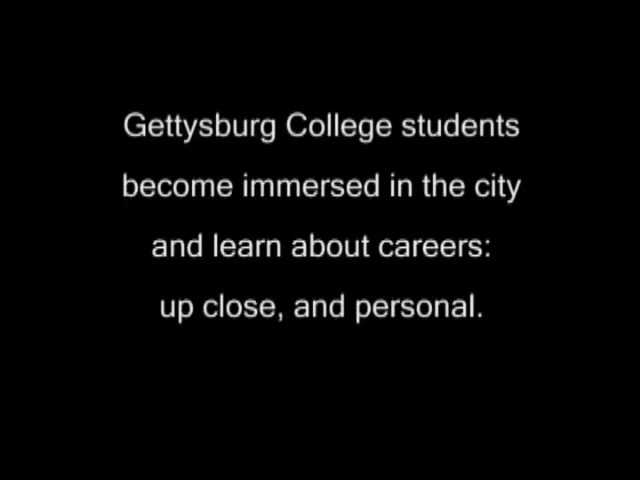 Gettysburg College students
become immersed in the city
and learn about careers:
up close, and personal.